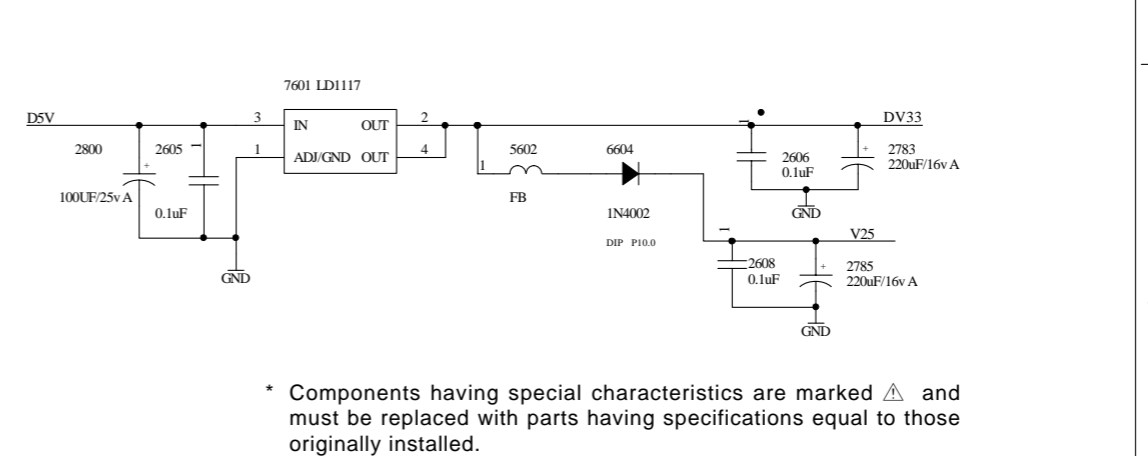 7601 LD1117
D5V
3
IN
OUT
2
DV33
1
2800
2605
1
1
ADJ/GND
OUT
4
5602
6604
1
2606
0.1uF
+
2783
220uF/16v A
+
100UF/25v A
0.1uF
FB
1N4002
DIP P10.0
GND
GND
1
V25
2608
0.1uF
+
2785
220uF/16v A
GND
* Components having special characteristics are marked ⚠ and
must be replaced with parts having specifications equal to those
originally installed.